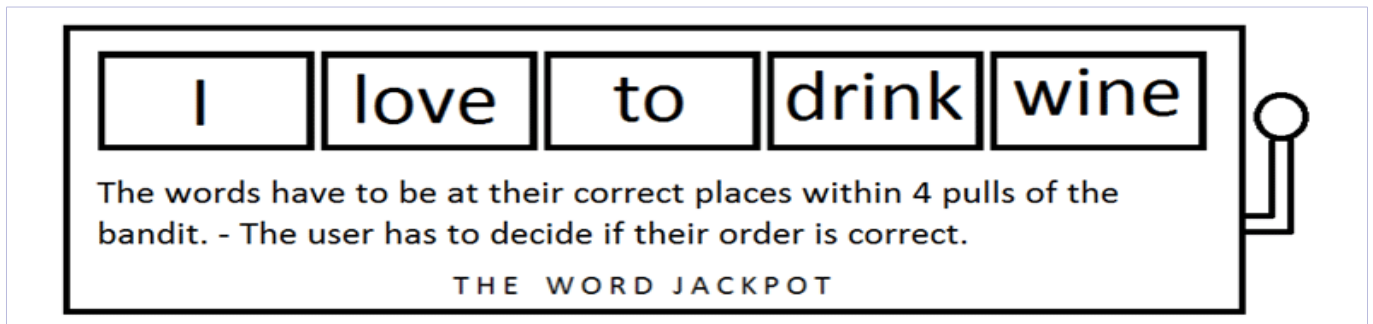 I love to drink wine
The words have to be at their correct places within 4 pulls of the
bandit. - The user has to decide if their order is correct.
THE WORD JACKPOT